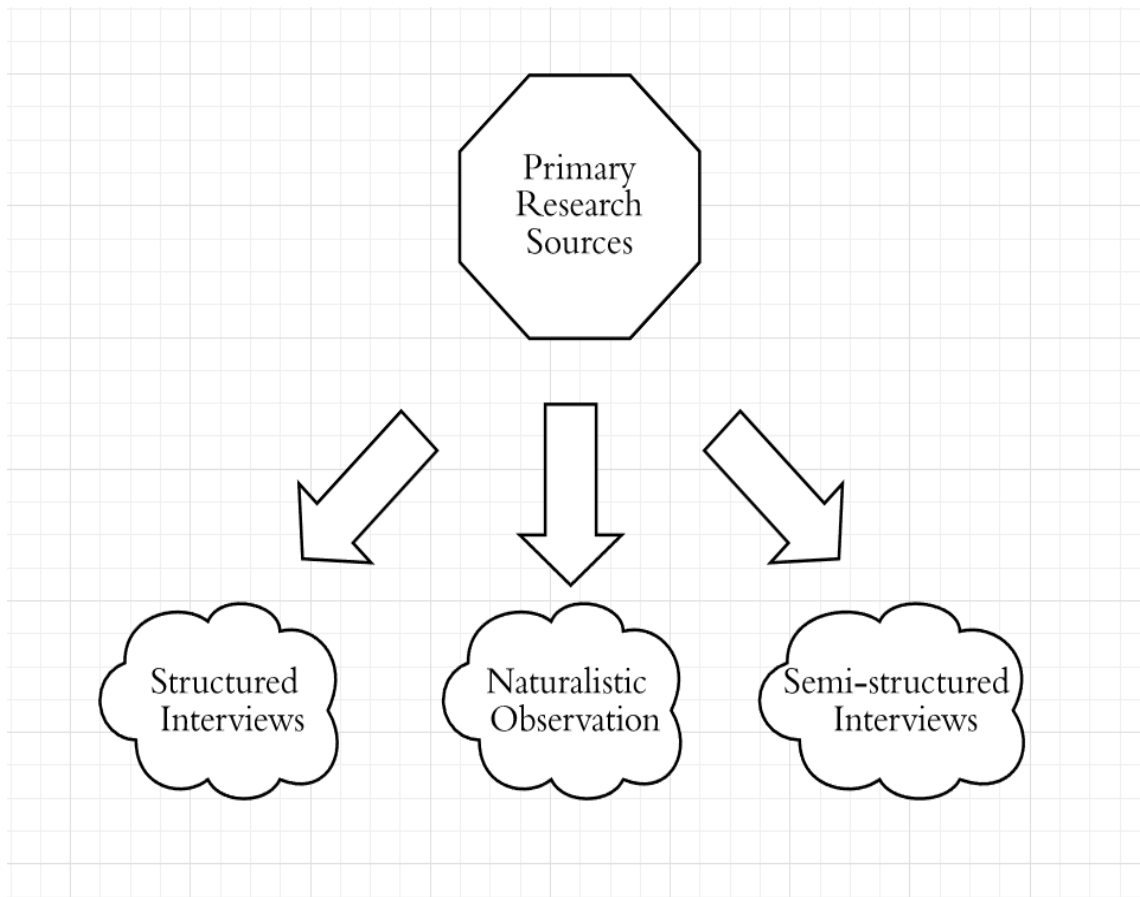 Primary
Research
Sources
Structured
Interviews
Naturalistic
Observation
Semi-structured
Interviews